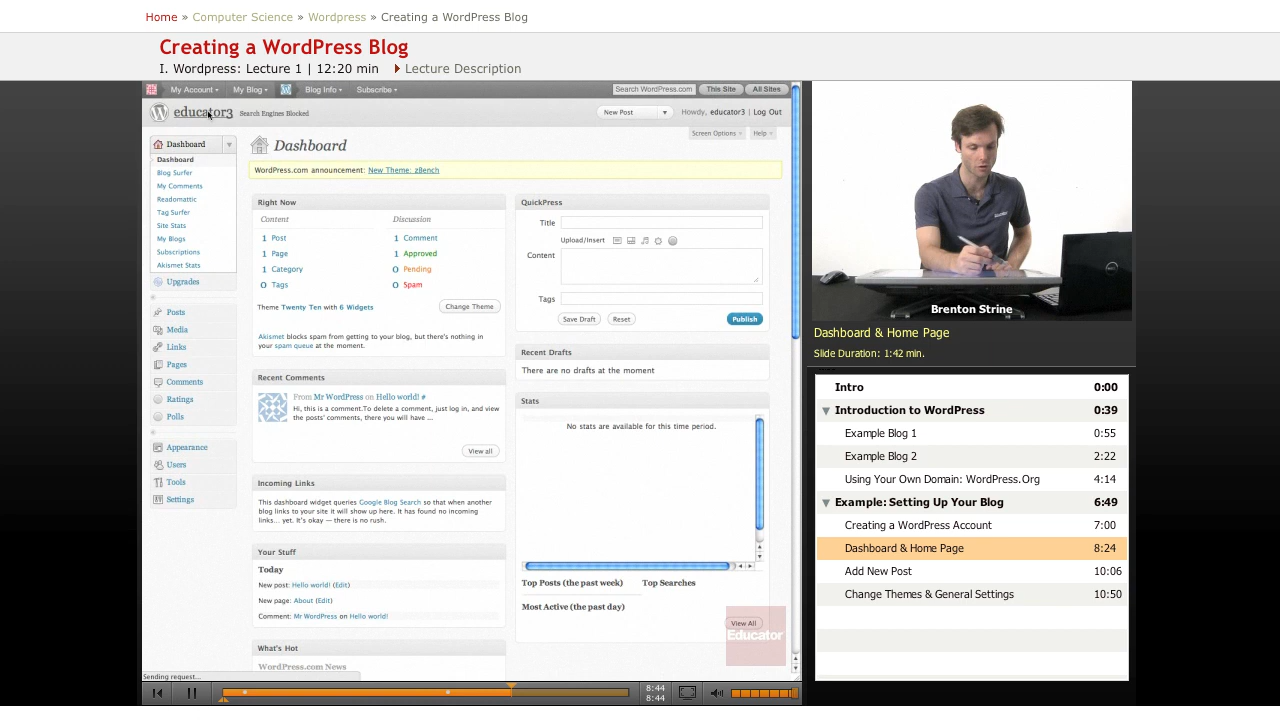 Home » Computer Science » Wordpress » Creating a WordPress Blog
Creating a WordPress Blog
I. Wordpress: Lecture 1 | 12:20 min Lecture Description
My Account My Blog Blog Info Subscribe Search WordPress.com This Site All Sites
educator3 Search Engines Blocked New Post Howdy, educator3 | Log Out
Screen Options Help
Dashboard
Dashboard
Blog Surfer
My Comments
Readomattic
Tag Surfer
Site Stats
My Blogs
Subscriptions
Akismet Stats
Upgrades
Posts
Media
Links
Pages
Comments
Ratings
Polls
Appearance
Users
Tools
Settings
Dashboard
WordPress.com announcement: New Theme: zBench
Right Now
Content Discussion
1 Post 1 Comment
1 Page 1 Approved
1 Category 0 Pending
0 Tags 0 Spam
Theme Twenty Ten with 6 Widgets Change Theme
Akismet blocks spam from getting to your blog, but there's nothing in
your spam queue at the moment.
Recent Comments
From Mr WordPress on Hello world! #
Hi, this is a comment.To delete a comment, just log in, and view
the posts' comments, there you will have ...
View all
Incoming Links
This dashboard widget queries Google Blog Search so that when another
blog links to your site it will show up here. It has found no incoming
links... yet. It's okay — there is no rush.
Your Stuff
Today
New post: Hello world! (Edit)
New page: About (Edit)
Comment: Mr WordPress on Hello world!
What's Hot
WordPress.com News
QuickPress
Title
Upload/Insert
Content
Tags
Save Draft Reset Publish
Recent Drafts
There are no drafts at the moment
Stats
No stats are available for this time period.
Top Posts (the past week) Top Searches
Most Active (the past day)
View All
Educator
Sending request...
8:44
8:44
Brenton Strine
Dashboard & Home Page
Slide Duration: 1:42 min.
Intro 0:00
Introduction to WordPress 0:39
Example Blog 1 0:55
Example Blog 2 2:22
Using Your Own Domain: WordPress.Org 4:14
Example: Setting Up Your Blog 6:49
Creating a WordPress Account 7:00
Dashboard & Home Page 8:24
Add New Post 10:06
Change Themes & General Settings 10:50